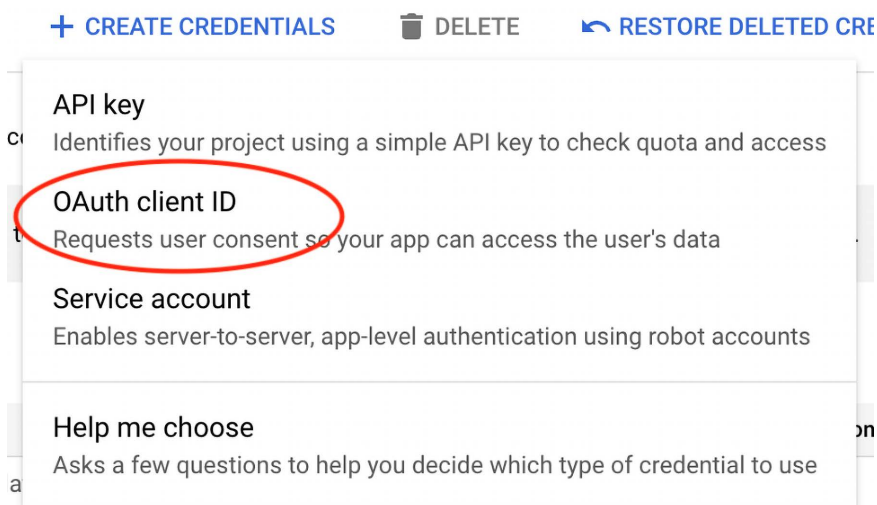 + CREATE CREDENTIALS DELETE RESTORE DELETED CRE
API key
Identifies your project using a simple API key to check quota and access
OAuth client ID
Requests user consent so your app can access the user's data
Service account
Enables server-to-server, app-level authentication using robot accounts
Help me choose
Asks a few questions to help you decide which type of credential to use